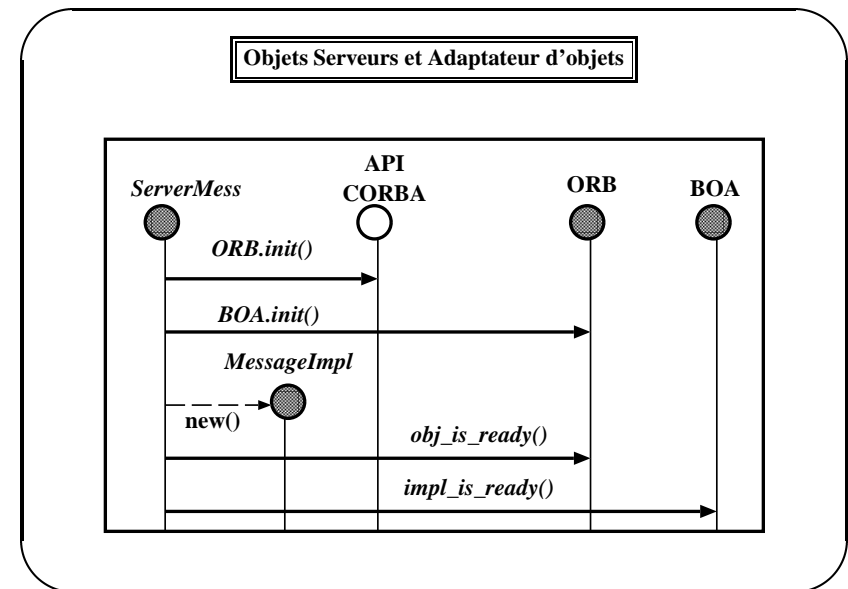 Objets Serveurs et Adaptateur d'objets
API
ServerMess
CORBA
ORB
BOA
ORB.init()
BOA.init()
MessageImpl
new()
obj_is_ready()
impl_is_ready()